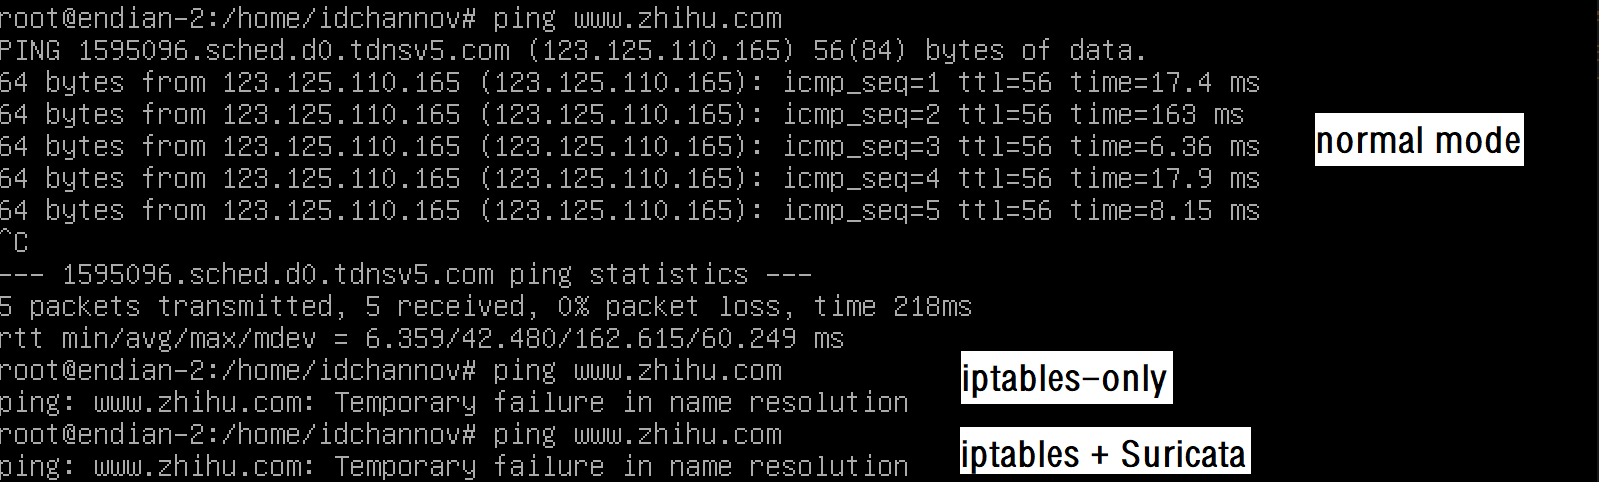 root@endian-2:/home/idchannov# ping www.zhihu.com
PING 1595096.sched.d0.tdnsv5.com (123.125.110.165) 56(84) bytes of data.
64 bytes from 123.125.110.165 (123.125.110.165): icmp_seq=1 ttl=56 time=17.4 ms
64 bytes from 123.125.110.165 (123.125.110.165): icmp_seq=2 ttl=56 time=163 ms
64 bytes from 123.125.110.165 (123.125.110.165): icmp_seq=3 ttl=56 time=6.36 ms
normal mode
64 bytes from 123.125.110.165 (123.125.110.165): icmp_seq=4 ttl=56 time=17.9 ms
64 bytes from 123.125.110.165 (123.125.110.165): icmp_seq=5 ttl=56 time=8.15 ms
^C
--- 1595096.sched.d0.tdnsv5.com ping statistics ---
5 packets transmitted, 5 received, 0% packet loss, time 218ms
rtt min/avg/max/mdev = 6.359/42.480/162.615/60.249 ms
root@endian-2:/home/idchannov# ping www.zhihu.com
iptables-only
ping: www.zhihu.com: Temporary failure in name resolution
root@endian-2:/home/idchannov# ping www.zhihu.com
iptables + Suricata
ping: www.zhihu.com: Temporary failure in name resolution